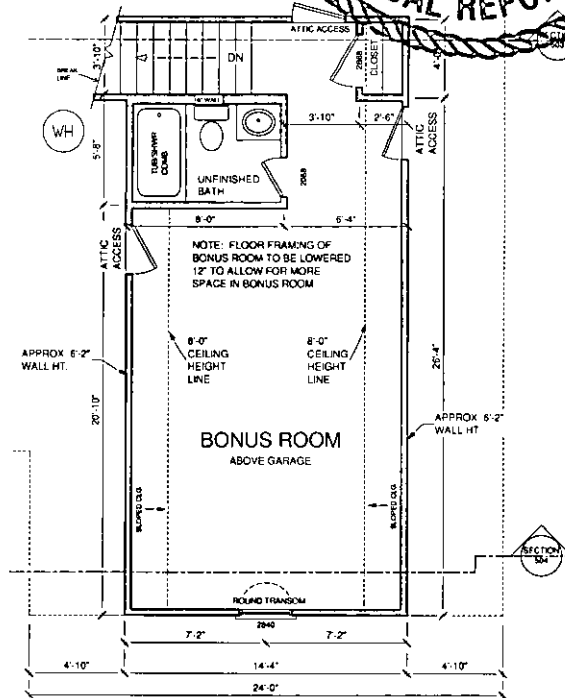 AL REPO
ATTIC ACCESS
3'-10"
DN
2868
CLOSET
BREAK
LINE
WH
5'-8"
6" WALL
3'-10"
2'-6"
ATTIC
ACCESS
TUB/SHWR
COMB
UNFINISHED
BATH
2068
8'-0"
6'-4"
ATTIC
ACCESS
NOTE: FLOOR FRAMING OF
BONUS ROOM TO BE LOWERED
12" TO ALLOW FOR MORE
SPACE IN BONUS ROOM
8'-0"
CEILING
HEIGHT
LINE
8'-0"
CEILING
HEIGHT
LINE
APPROX 6'-2"
WALL HT.
20'-10"
26'-4"
APPROX 6'-2"
WALL HT
BONUS ROOM
ABOVE GARAGE
SLOPED CLG.
SLOPED CLG.
SECTION
504
ROUND TRANSOM
2840
7'-2"
7'-2"
4'-10"
14'-4"
4'-10"
24'-0"